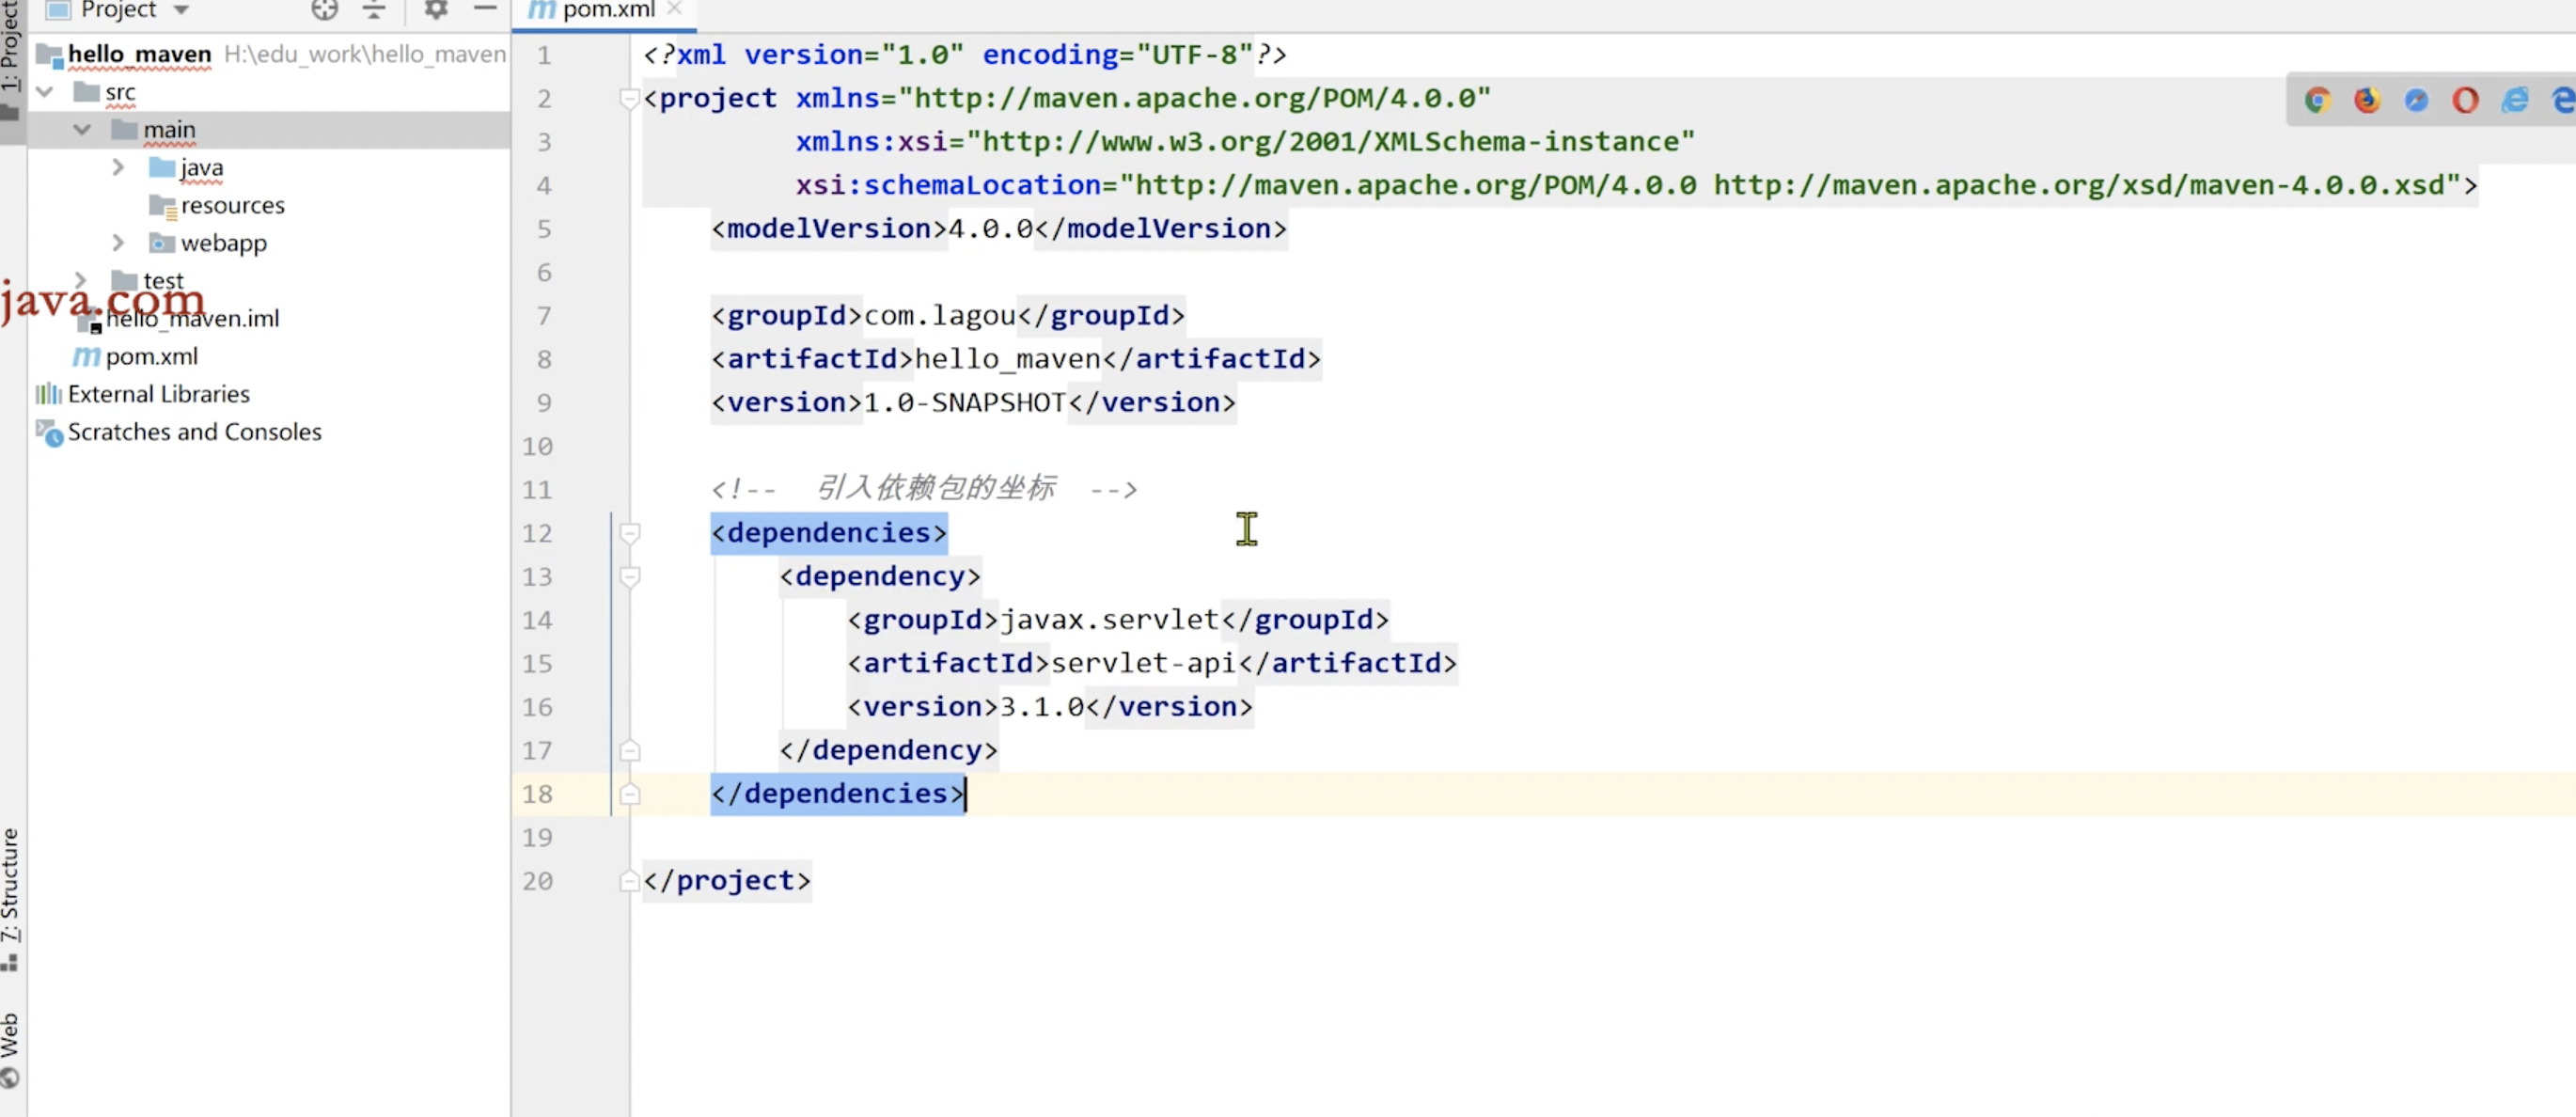 Project
pom.xml
1: Project
hello_maven H:\edu_work\hello_maven
src
main
java
resources
webapp
test
java.com
hello_maven.iml
pom.xml
External Libraries
Scratches and Consoles
7: Structure
Web
1 <?xml version="1.0" encoding="UTF-8"?>
2 <project xmlns="http://maven.apache.org/POM/4.0.0"
3 xmlns:xsi="http://www.w3.org/2001/XMLSchema-instance"
4 xsi:schemaLocation="http://maven.apache.org/POM/4.0.0 http://maven.apache.org/xsd/maven-4.0.0.xsd">
5 <modelVersion>4.0.0</modelVersion>
6
7 <groupId>com.lagou</groupId>
8 <artifactId>hello_maven</artifactId>
9 <version>1.0-SNAPSHOT</version>
10
11 <!-- 引入依赖包的坐标 -->
12 <dependencies>
13 <dependency>
14 <groupId>javax.servlet</groupId>
15 <artifactId>servlet-api</artifactId>
16 <version>3.1.0</version>
17 </dependency>
18 </dependencies>
19
20 </project>